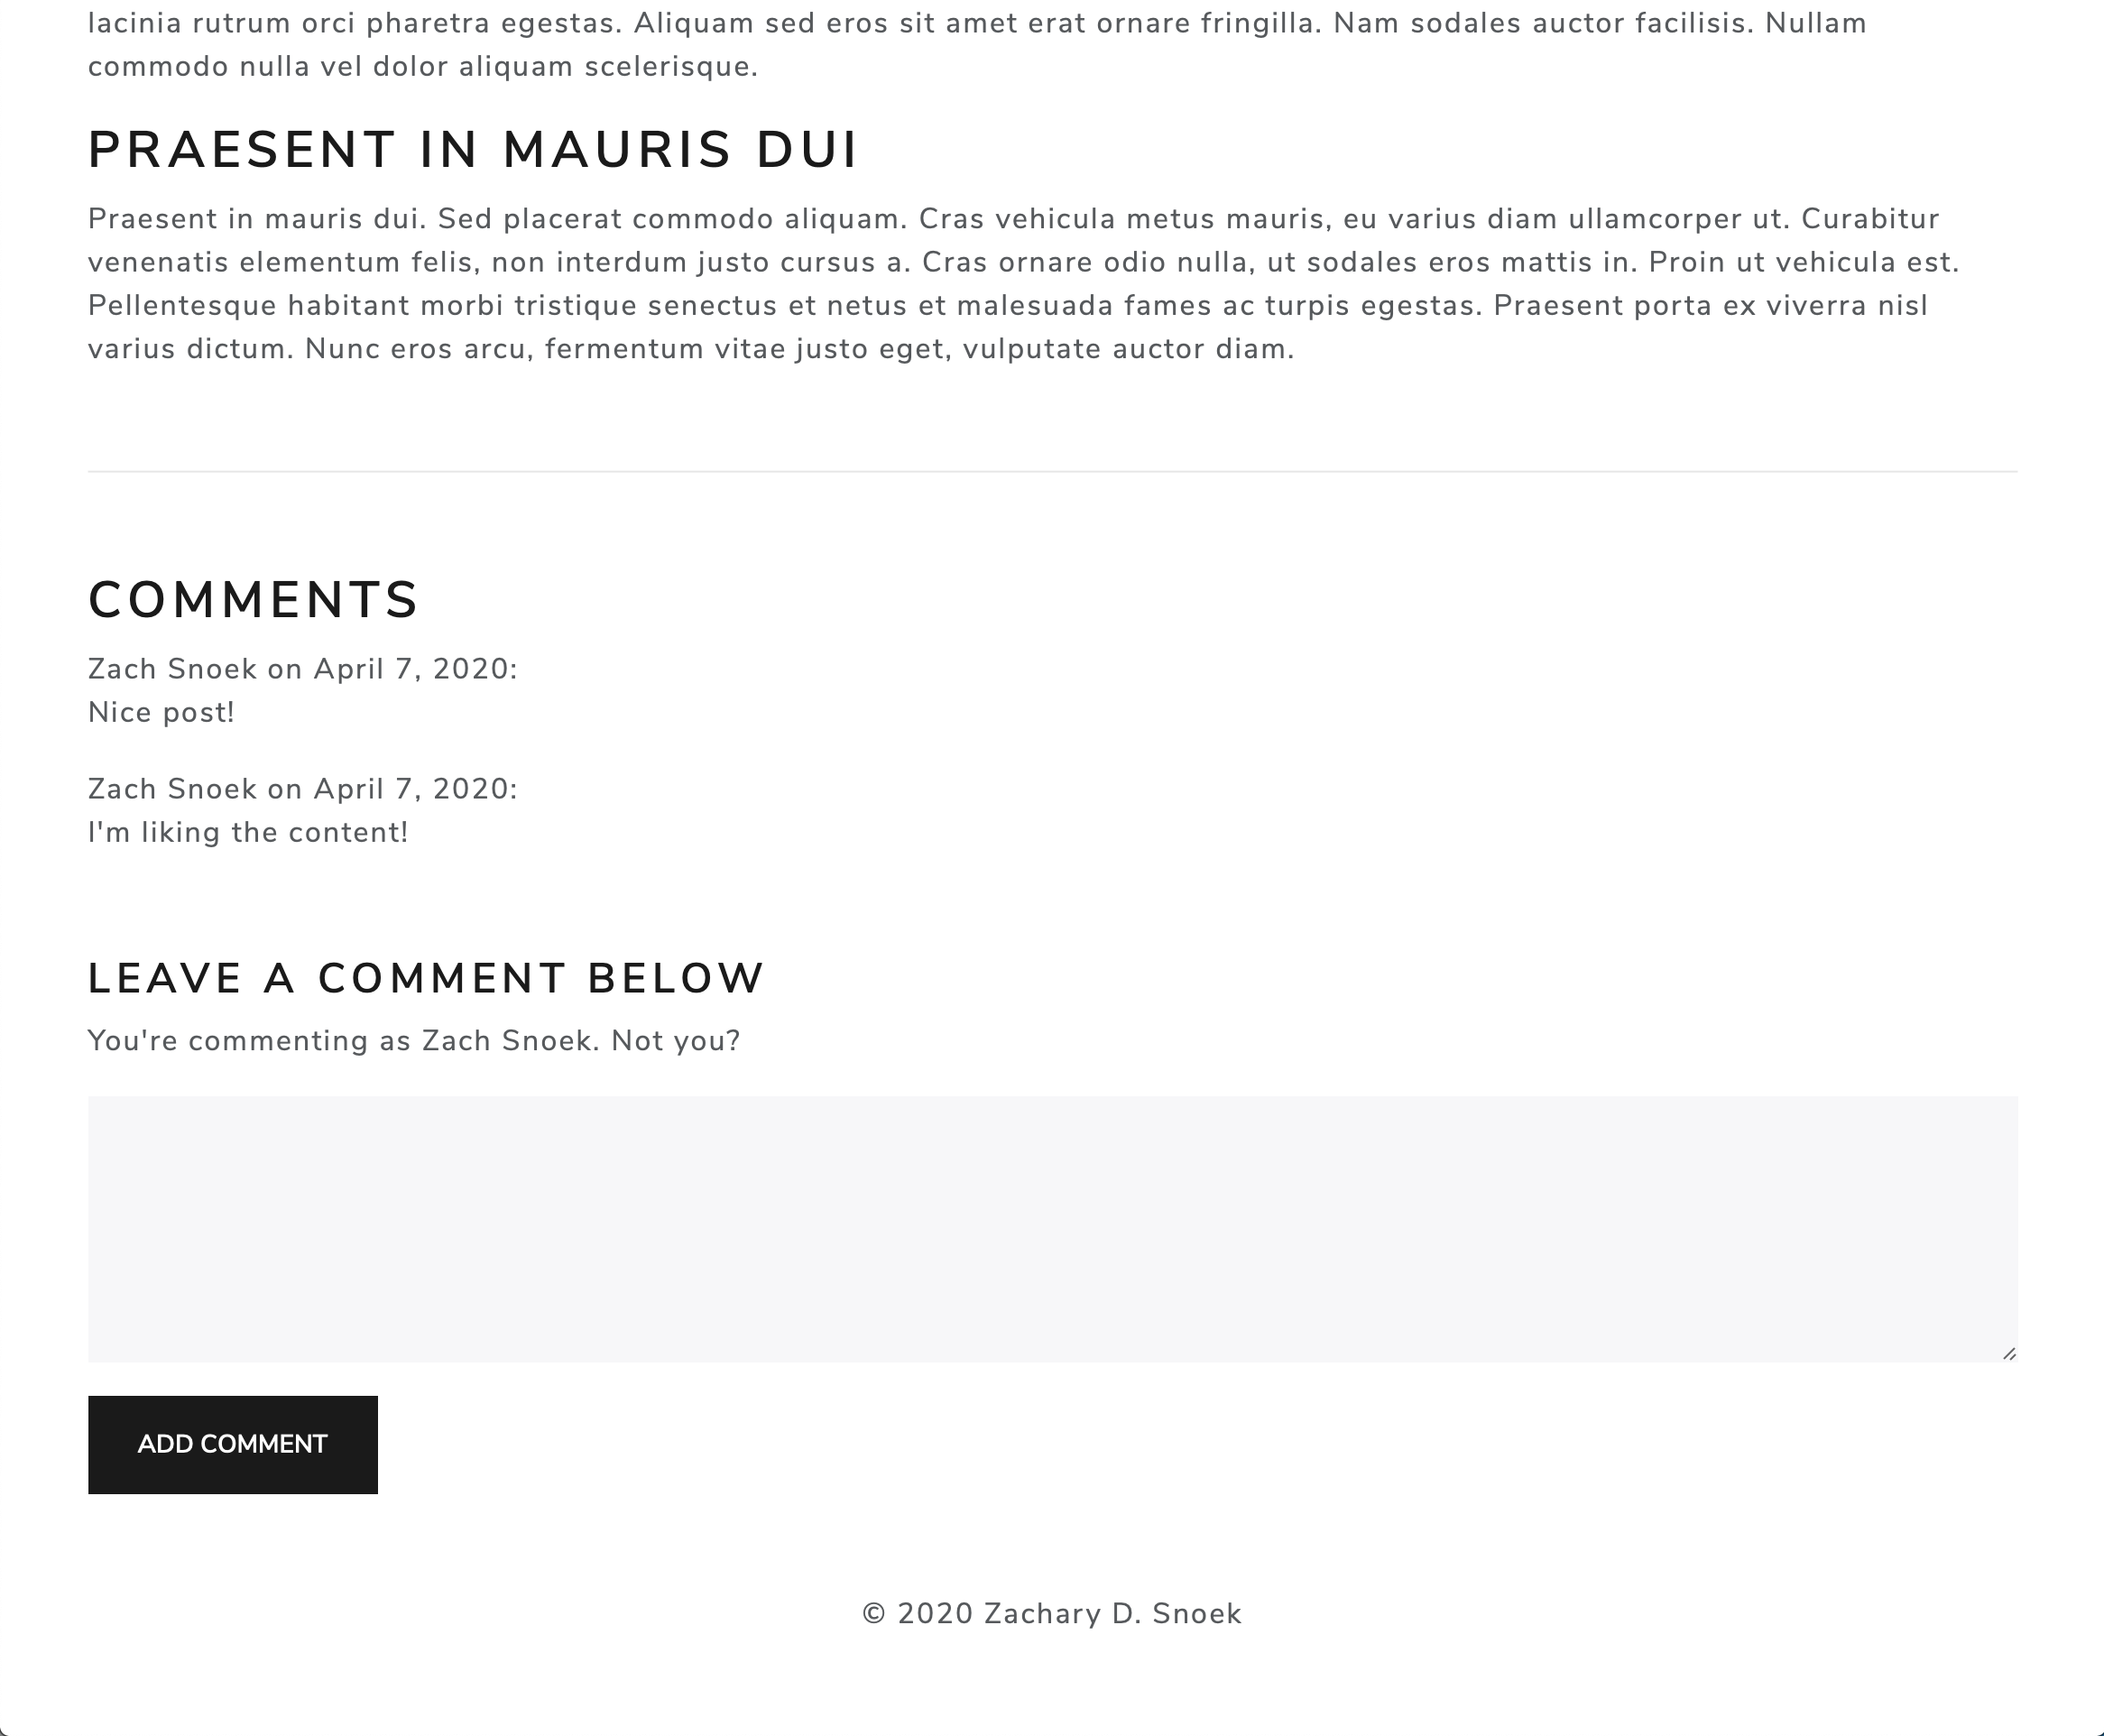 lacinia rutrum orci pharetra egestas. Aliquam sed eros sit amet erat ornare fringilla. Nam sodales auctor facilisis. Nullam
commodo nulla vel dolor aliquam scelerisque.
PRAESENT IN MAURIS DUI
Praesent in mauris dui. Sed placerat commodo aliquam. Cras vehicula metus mauris, eu varius diam ullamcorper ut. Curabitur
venenatis elementum felis, non interdum justo cursus a. Cras ornare odio nulla, ut sodales eros mattis in. Proin ut vehicula est.
Pellentesque habitant morbi tristique senectus et netus et malesuada fames ac turpis egestas. Praesent porta ex viverra nisl
varius dictum. Nunc eros arcu, fermentum vitae justo eget, vulputate auctor diam.
COMMENTS
Zach Snoek on April 7, 2020:
Nice post!
Zach Snoek on April 7, 2020:
I'm liking the content!
LEAVE A COMMENT BELOW
You're commenting as Zach Snoek. Not you?
ADD COMMENT
© 2020 Zachary D. Snoek